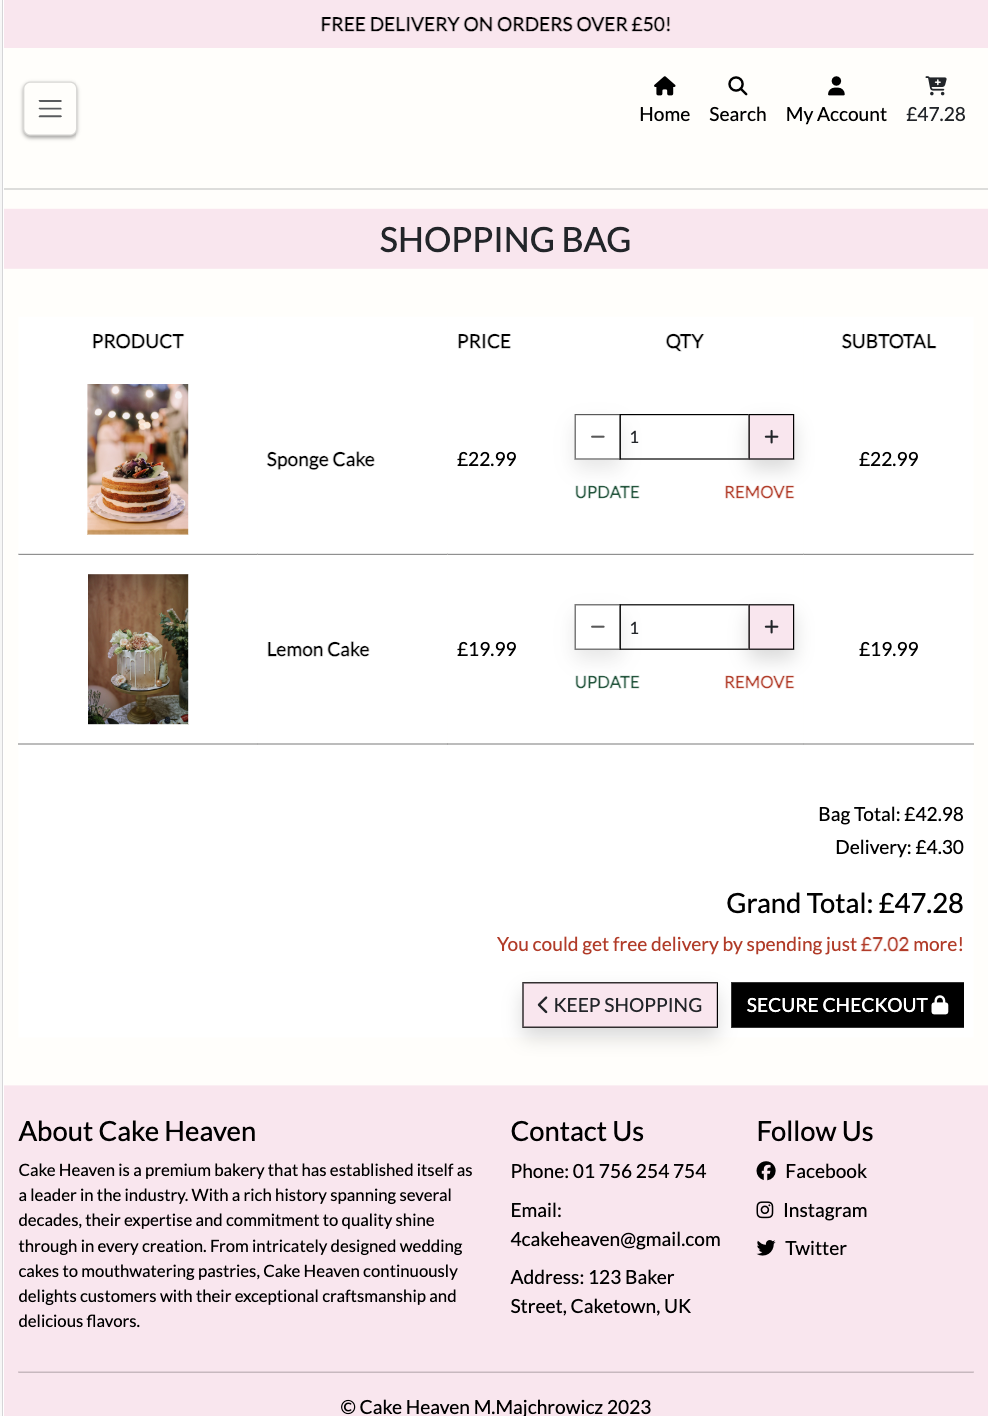 FREE DELIVERY ON ORDERS OVER £50!
Home Search My Account £47.28
SHOPPING BAG
PRODUCT PRICE QTY SUBTOTAL
Sponge Cake £22.99 1 £22.99
UPDATE REMOVE
Lemon Cake £19.99 1 £19.99
UPDATE REMOVE
Bag Total: £42.98
Delivery: £4.30
Grand Total: £47.28
You could get free delivery by spending just £7.02 more!
KEEP SHOPPING SECURE CHECKOUT
About Cake Heaven
Cake Heaven is a premium bakery that has established itself as
a leader in the industry. With a rich history spanning several
decades, their expertise and commitment to quality shine
through in every creation. From intricately designed wedding
cakes to mouthwatering pastries, Cake Heaven continuously
delights customers with their exceptional craftsmanship and
delicious flavors.
Contact Us
Phone: 01 756 254 754
Email:
4cakeheaven@gmail.com
Address: 123 Baker
Street, Caketown, UK
Follow Us
Facebook
Instagram
Twitter
© Cake Heaven M.Majchrowicz 2023